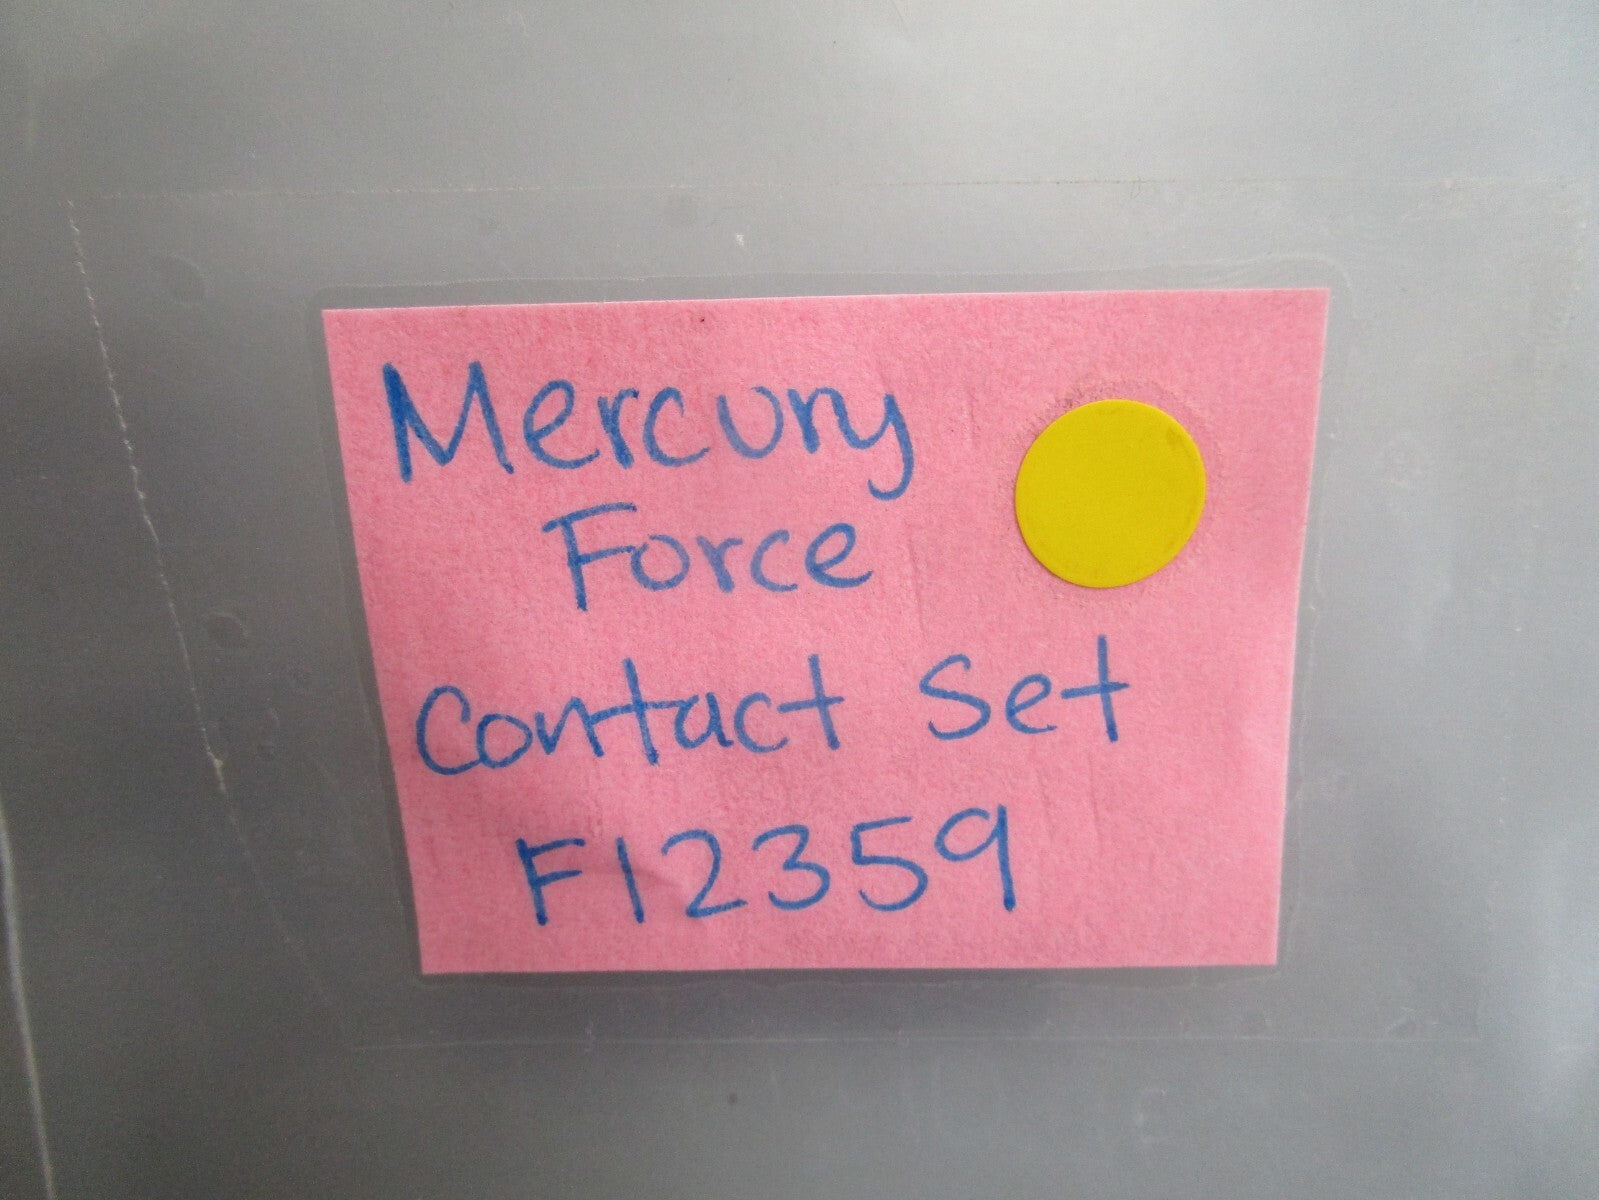 Mercury
Force
Contact Set
F12359